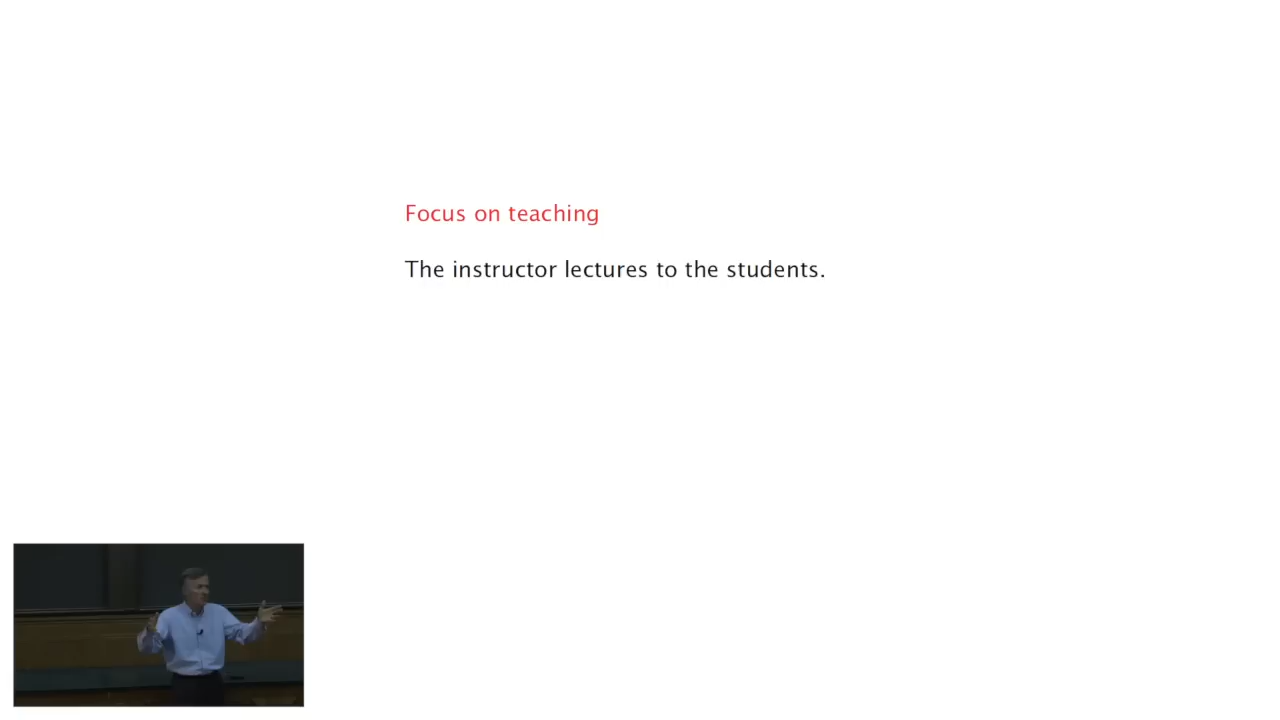 Focus on teaching
The instructor lectures to the students.